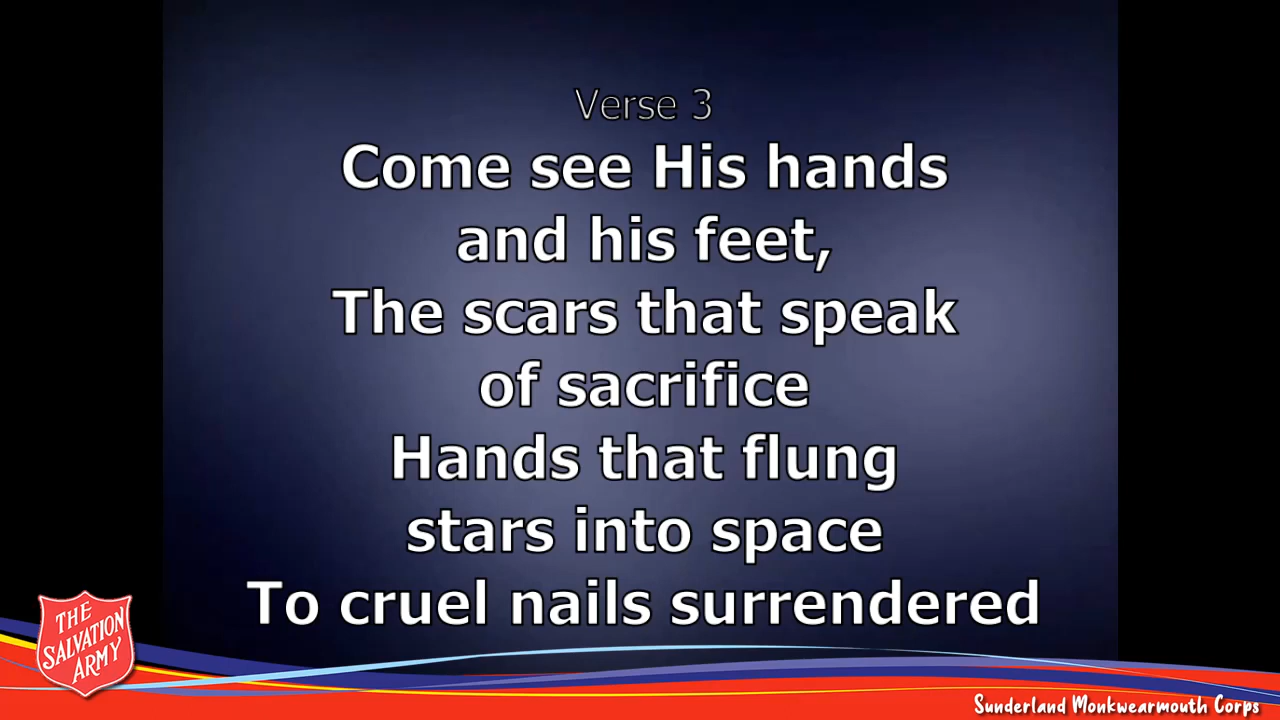 Verse 3
Come see His hands
and his feet,
The scars that speak
of sacrifice
Hands that flung
stars into space
To cruel nails surrendered
THE
SALVATION
ARMY
Sunderland Monkwearmouth Corps